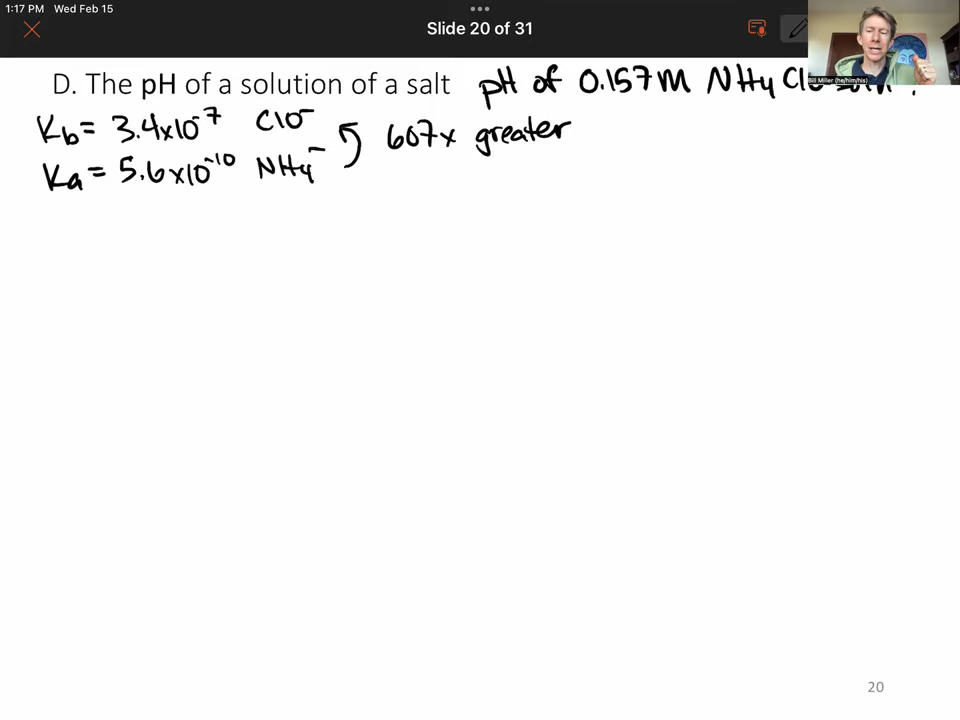 1:17 PM Wed Feb 15
Slide 20 of 31
Bill Miller (he/him/his)
D. The pH of a solution of a salt pH of 0.157M NH4 ClO ?
Kb = 3.4x10⁻⁷ ClO⁻
607x greater
Ka = 5.6x10⁻¹⁰ NH4⁻
20